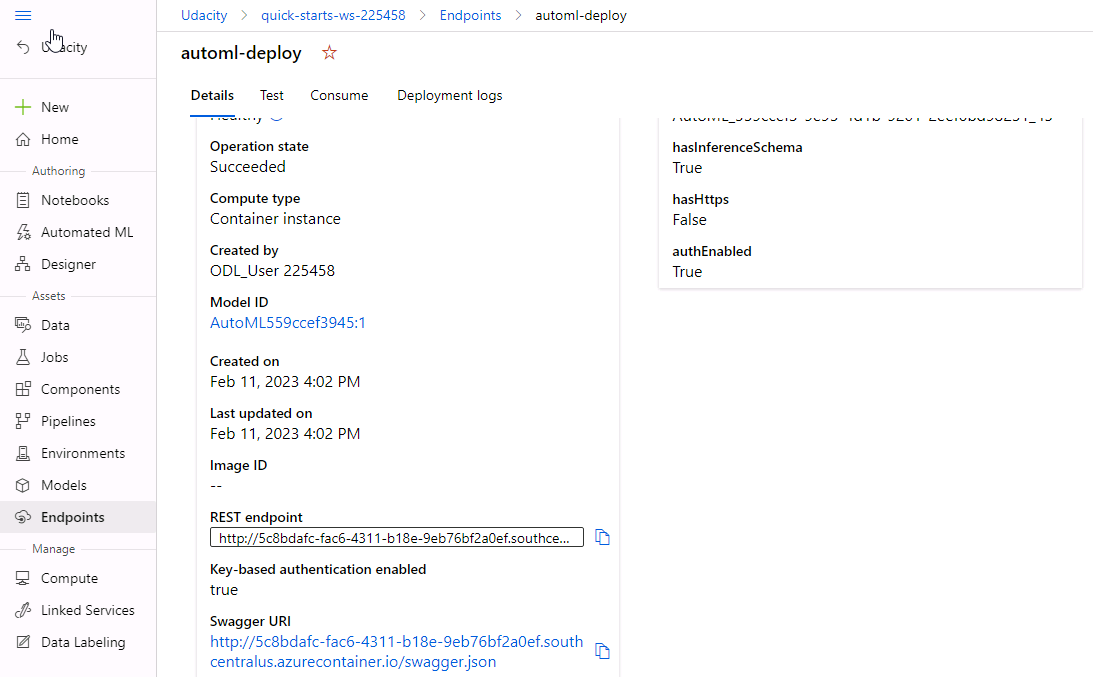 Udacity
New
Home
Authoring
Notebooks
Automated ML
Designer
Assets
Data
Jobs
Components
Pipelines
Environments
Models
Endpoints
Manage
Compute
Linked Services
Data Labeling
Udacity > quick-starts-ws-225458 > Endpoints > automl-deploy
automl-deploy
Details Test Consume Deployment logs
Healthy
Operation state
Succeeded
Compute type
Container instance
Created by
ODL_User 225458
Model ID
AutoML559ccef3945:1
Created on
Feb 11, 2023 4:02 PM
Last updated on
Feb 11, 2023 4:02 PM
Image ID
--
REST endpoint
http://5c8bdafc-fac6-4311-b18e-9eb76bf2a0ef.southce...
Key-based authentication enabled
true
Swagger URI
http://5c8bdafc-fac6-4311-b18e-9eb76bf2a0ef.south
centralus.azurecontainer.io/swagger.json
hasInferenceSchema
True
hasHttps
False
authEnabled
True